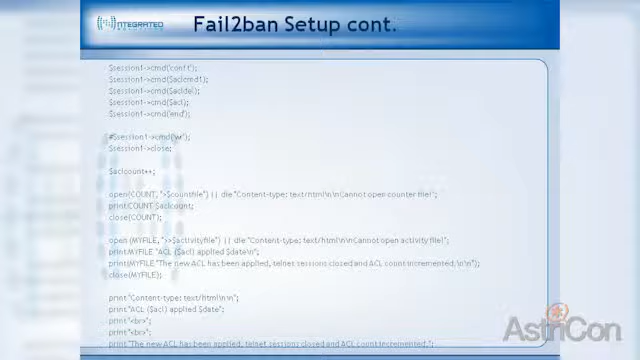 INTEGRATED
Fail2ban Setup cont.
$session1->cmd('conf t');
$session1->cmd($aclcmd1);
$session1->cmd($acldel);
$session1->cmd($acl);
$session1->cmd('end');
#$session1->cmd('wr');
$session1->close;
$aclcount++;
open(COUNT, ">$countfile") || die "Content-type: text/html\n\nCannot open counter file!";
print COUNT $aclcount;
close(COUNT);
open (MYFILE, ">>$activityfile") || die "Content-type: text/html\n\nCannot open activity file!";
print MYFILE "ACL ($acl) applied $date\n";
print(MYFILE "The new ACL has been applied, telnet sessions closed and ACL count incremented.\n\n");
close(MYFILE);
print "Content-type: text/html\n\n";
print "ACL ($acl) applied $date";
print "<br>";
print "<br>";
print "The new ACL has been applied, telnet sessions closed and ACL count incremented.";
AstriCon